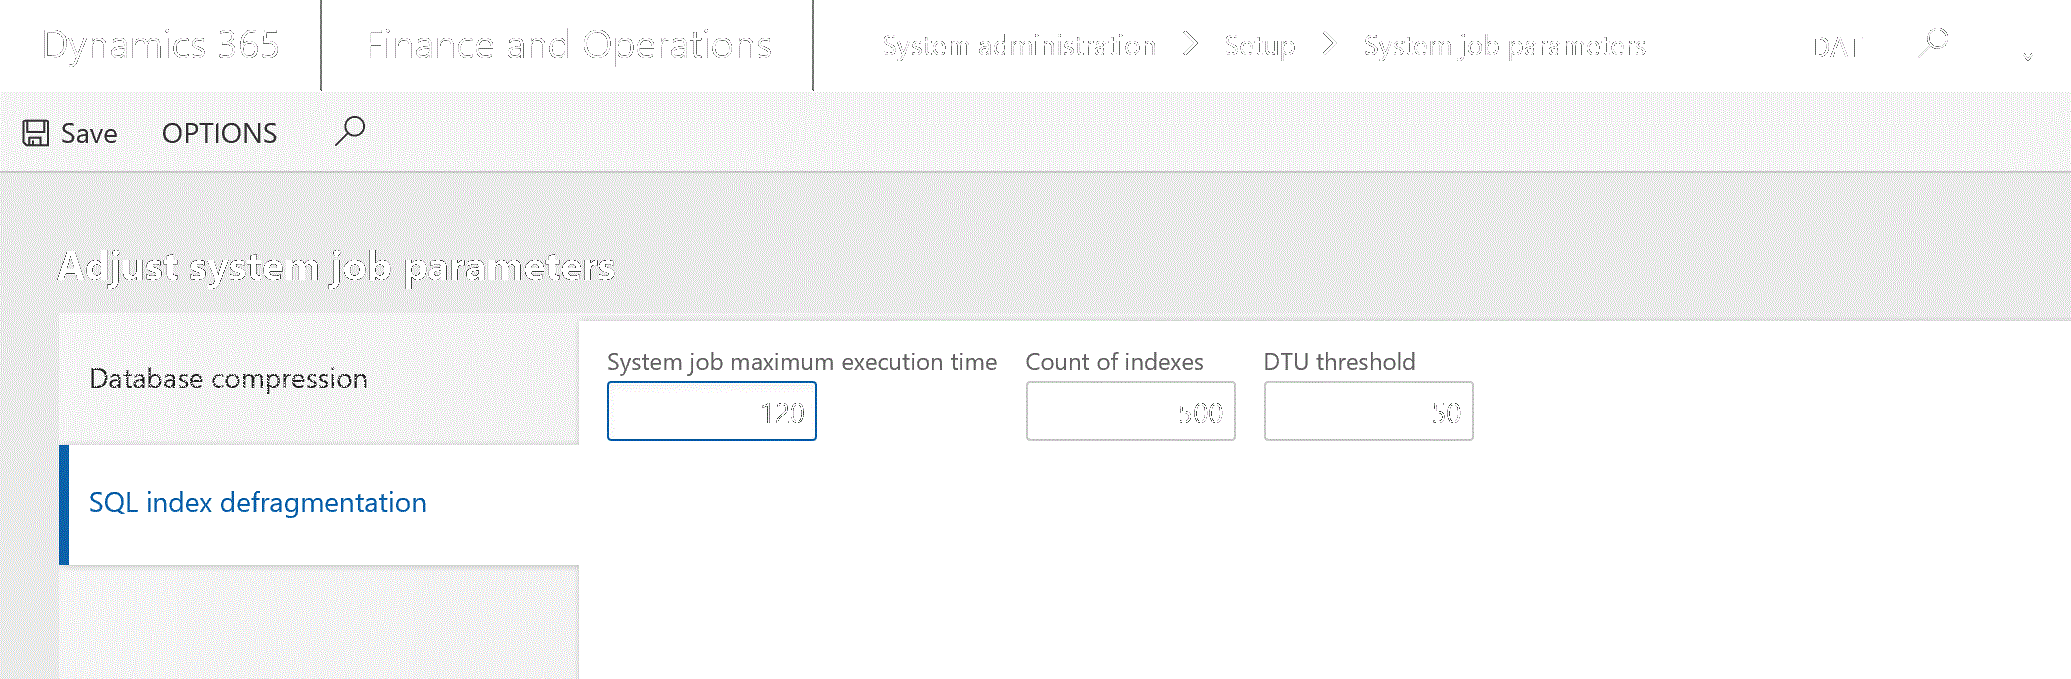 Dynamics 365 Finance and Operations System administration > Setup > System job parameters DAT
Save OPTIONS
Adjust system job parameters
Database compression
SQL index defragmentation
System job maximum execution time Count of indexes DTU threshold
120 500 50